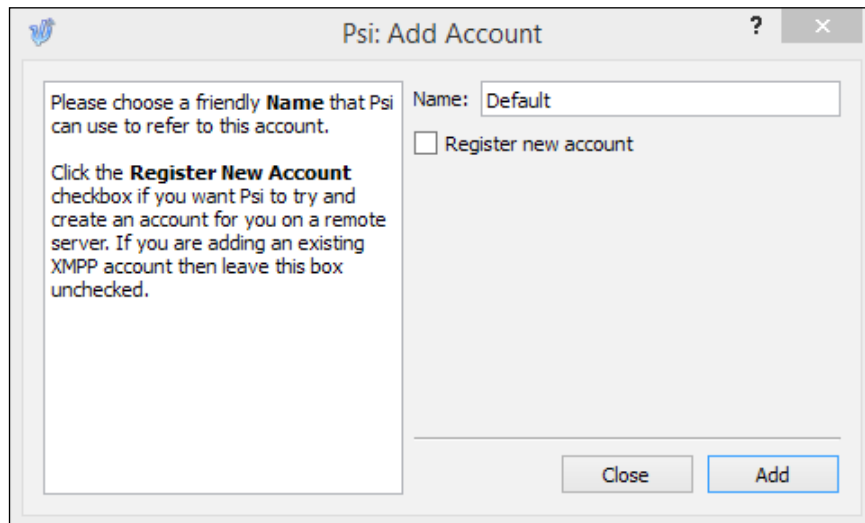 Psi: Add Account
?
Please choose a friendly Name that Psi
can use to refer to this account.
Click the Register New Account
checkbox if you want Psi to try and
create an account for you on a remote
server. If you are adding an existing
XMPP account then leave this box
unchecked.
Name: Default
Register new account
Close
Add